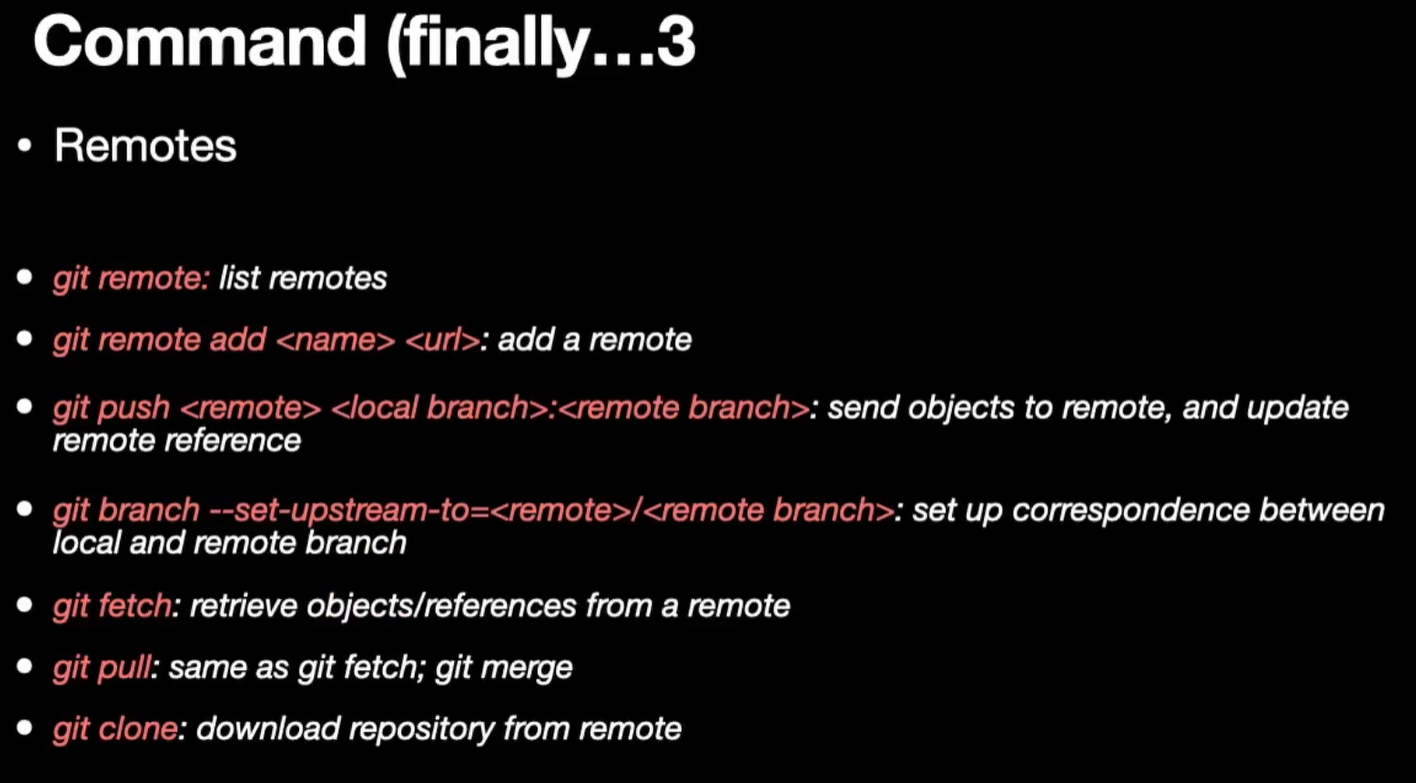 Command (finally…3
• Remotes
• git remote: list remotes
• git remote add <name> <url>: add a remote
• git push <remote> <local branch>:<remote branch>: send objects to remote, and update
remote reference
• git branch --set-upstream-to=<remote>/<remote branch>: set up correspondence between
local and remote branch
• git fetch: retrieve objects/references from a remote
• git pull: same as git fetch; git merge
• git clone: download repository from remote